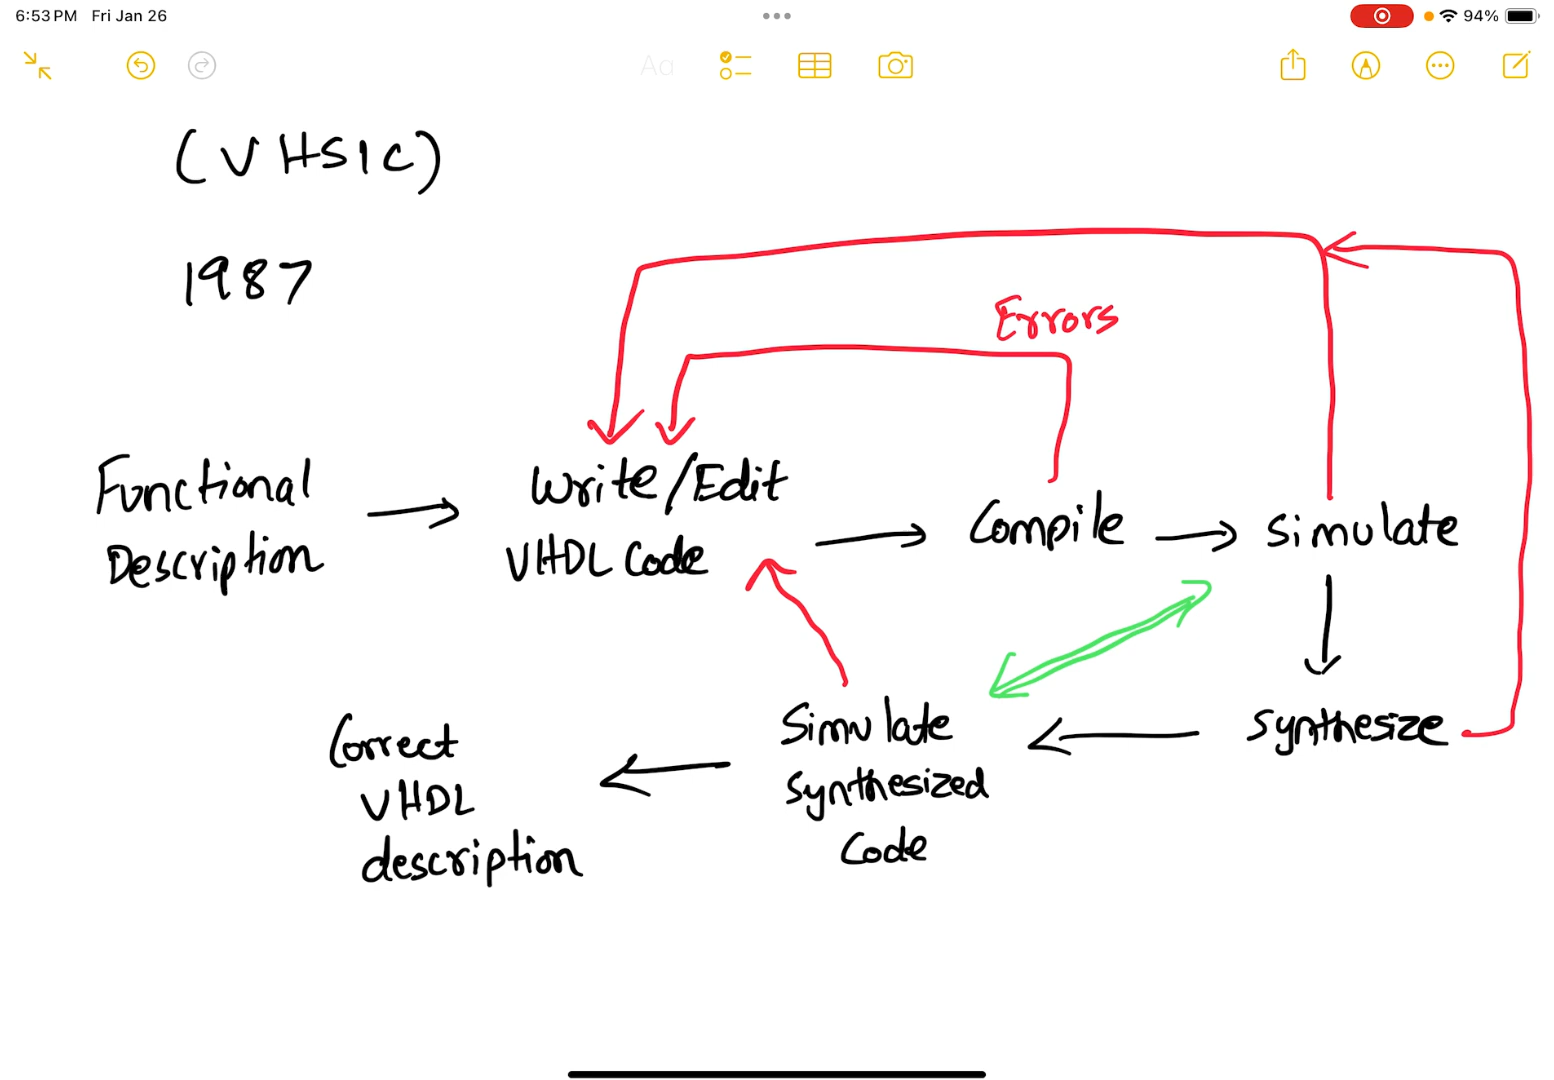 6:53 PM Fri Jan 26
94%
Aa
(VHSIC)
1987
Errors
Functional
Description
Write/Edit
VHDL Code
Compile
Simulate
Synthesize
Simulate
Synthesized
Code
Correct
VHDL
description